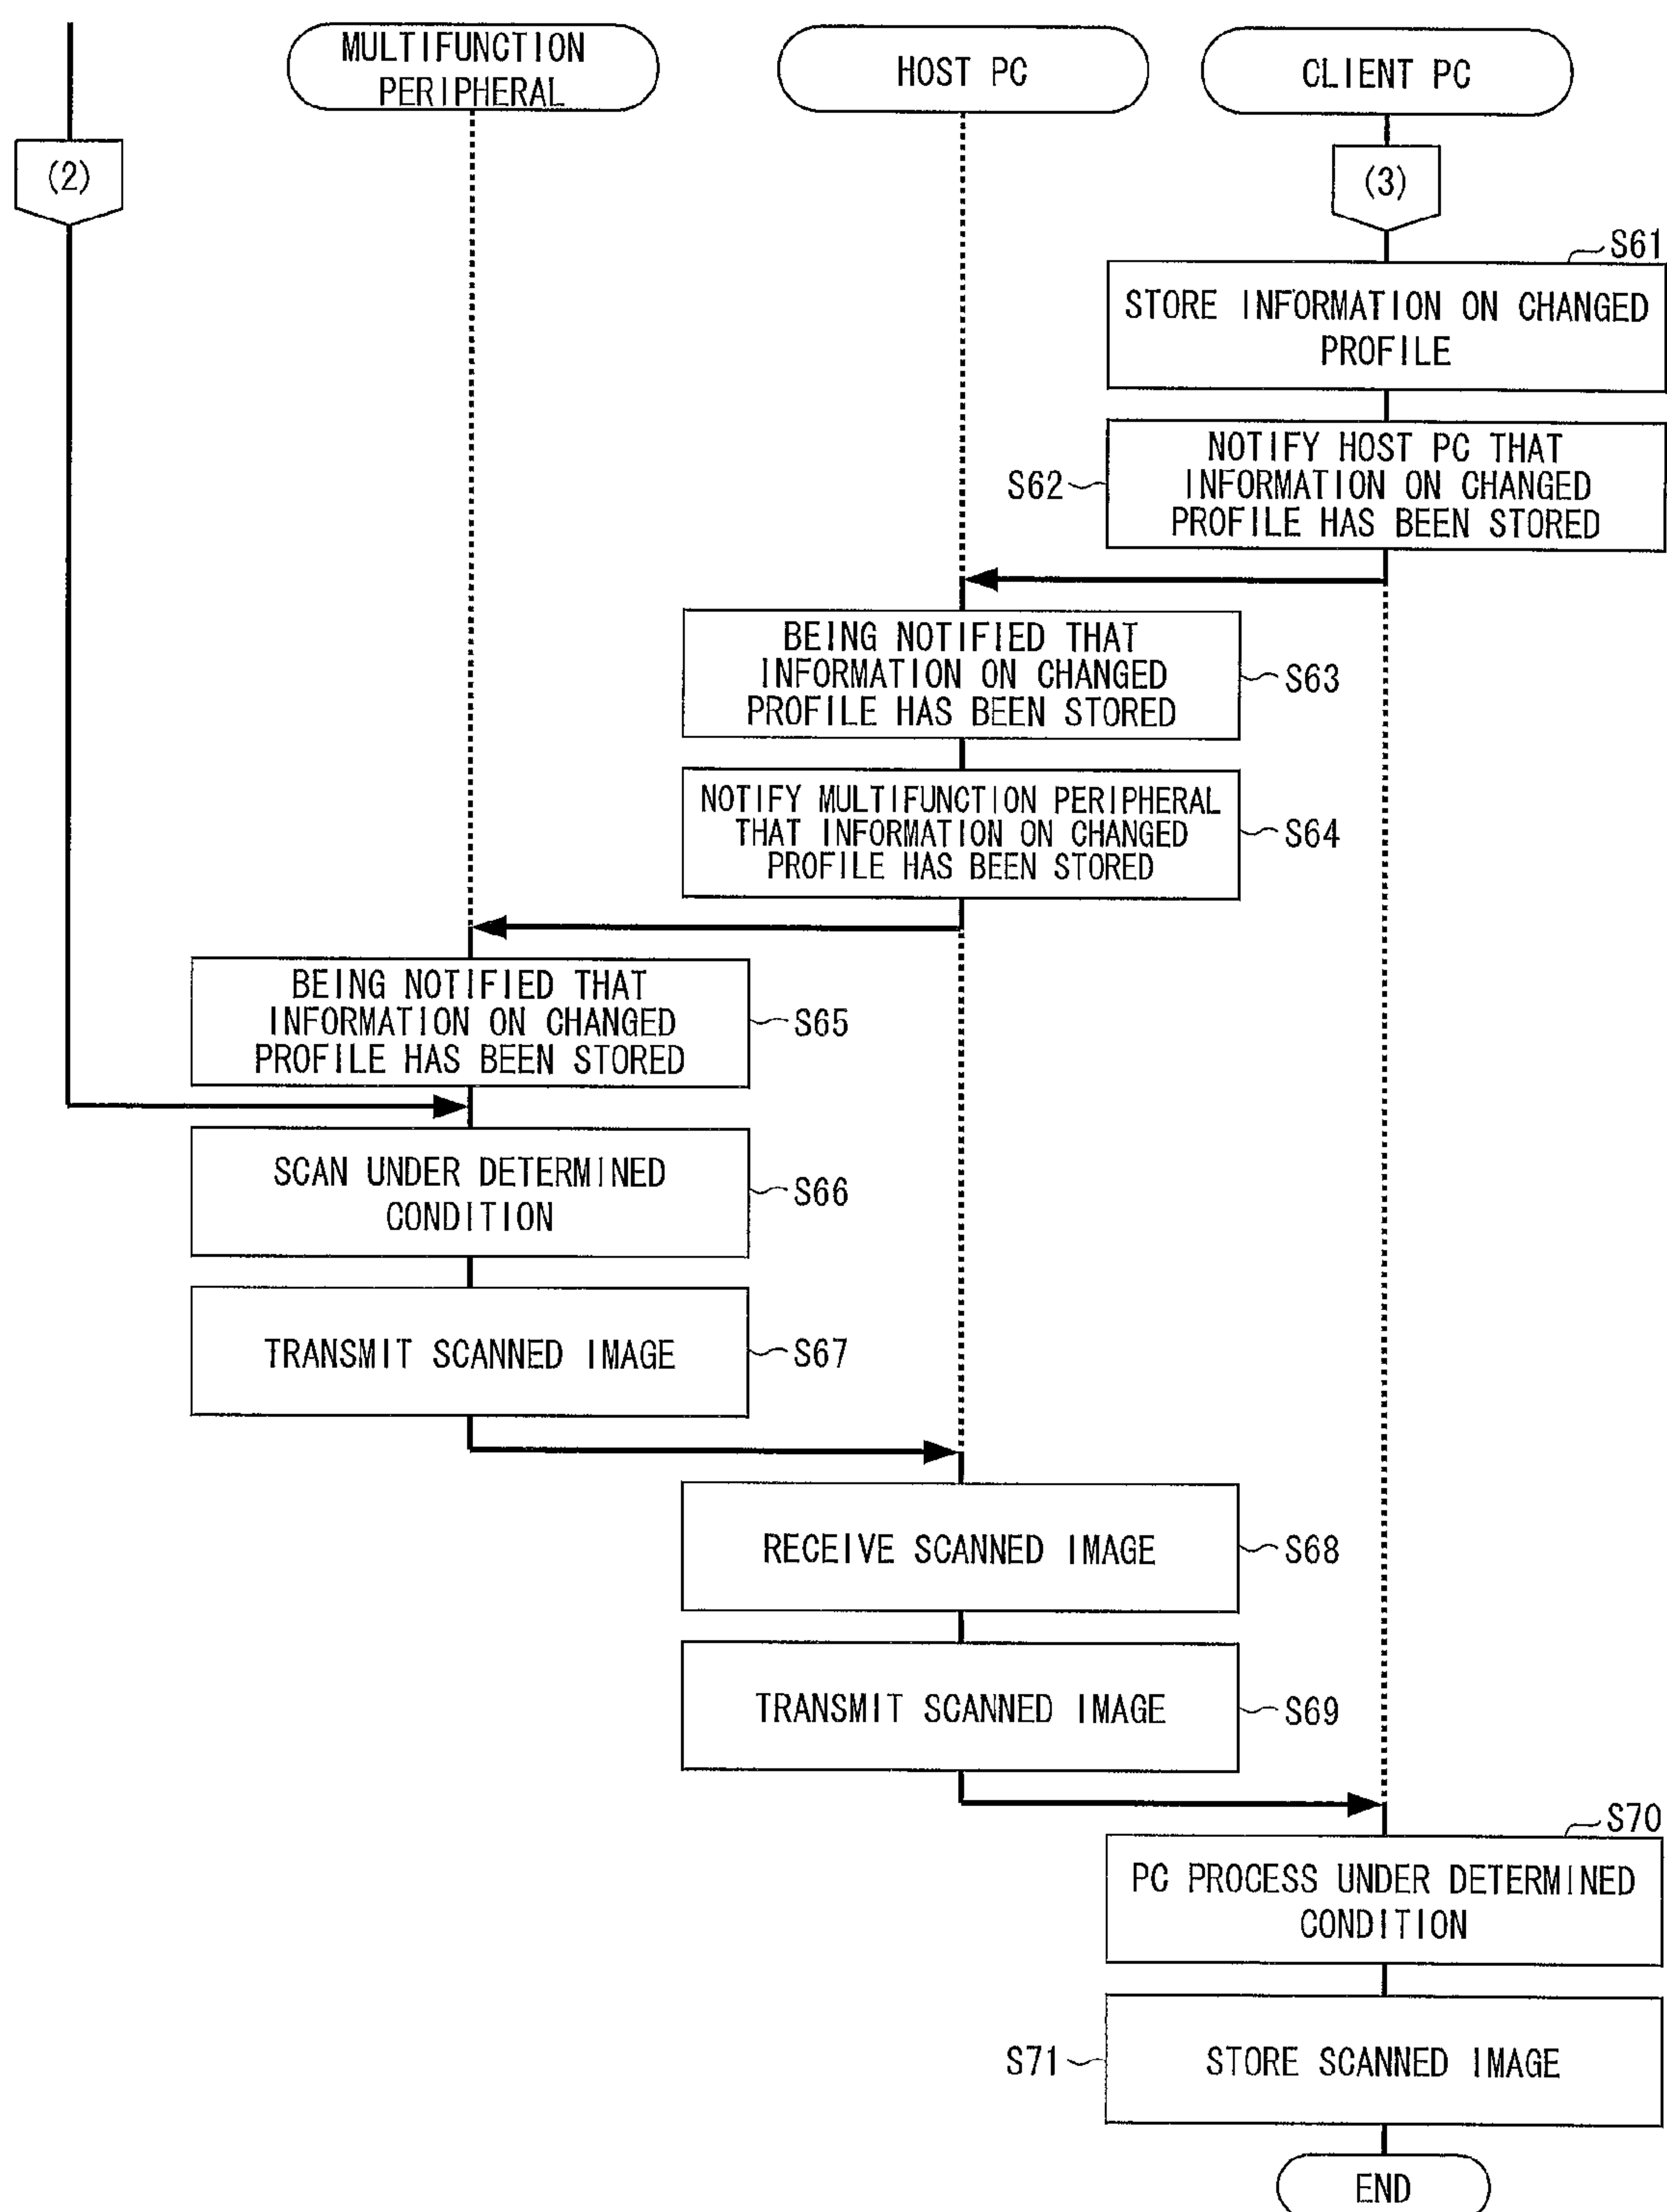 MULTIFUNCTION
PERIPHERAL
HOST PC
CLIENT PC
(2)
(3)
S61
STORE INFORMATION ON CHANGED
PROFILE
NOTIFY HOST PC THAT
INFORMATION ON CHANGED
PROFILE HAS BEEN STORED
S62
BEING NOTIFIED THAT
INFORMATION ON CHANGED
PROFILE HAS BEEN STORED
S63
NOTIFY MULTIFUNCTION PERIPHERAL
THAT INFORMATION ON CHANGED
PROFILE HAS BEEN STORED
S64
BEING NOTIFIED THAT
INFORMATION ON CHANGED
PROFILE HAS BEEN STORED
S65
SCAN UNDER DETERMINED
CONDITION
S66
TRANSMIT SCANNED IMAGE
S67
RECEIVE SCANNED IMAGE
S68
TRANSMIT SCANNED IMAGE
S69
S70
PC PROCESS UNDER DETERMINED
CONDITION
S71
STORE SCANNED IMAGE
END